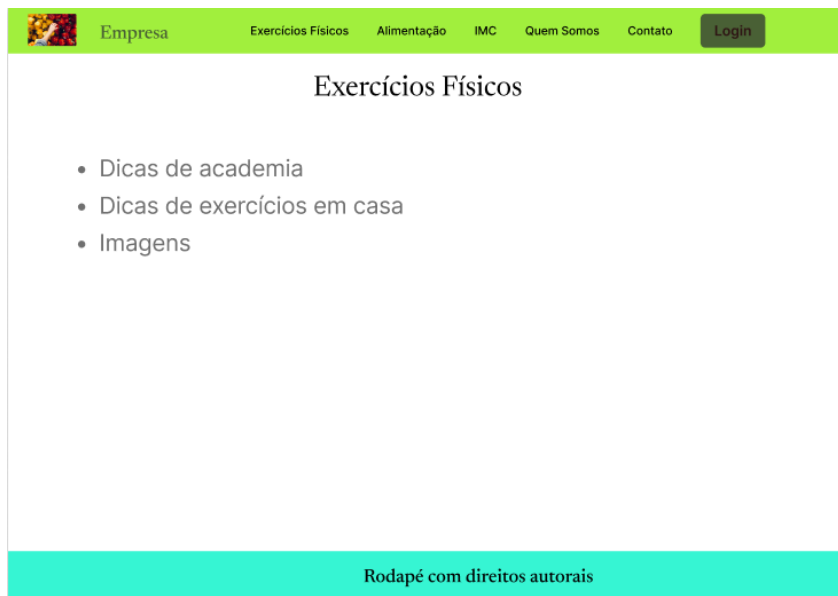 Empresa Exercícios Físicos Alimentação IMC Quem Somos Contato Login
Exercícios Físicos
Dicas de academia
Dicas de exercícios em casa
Imagens
Rodapé com direitos autorais